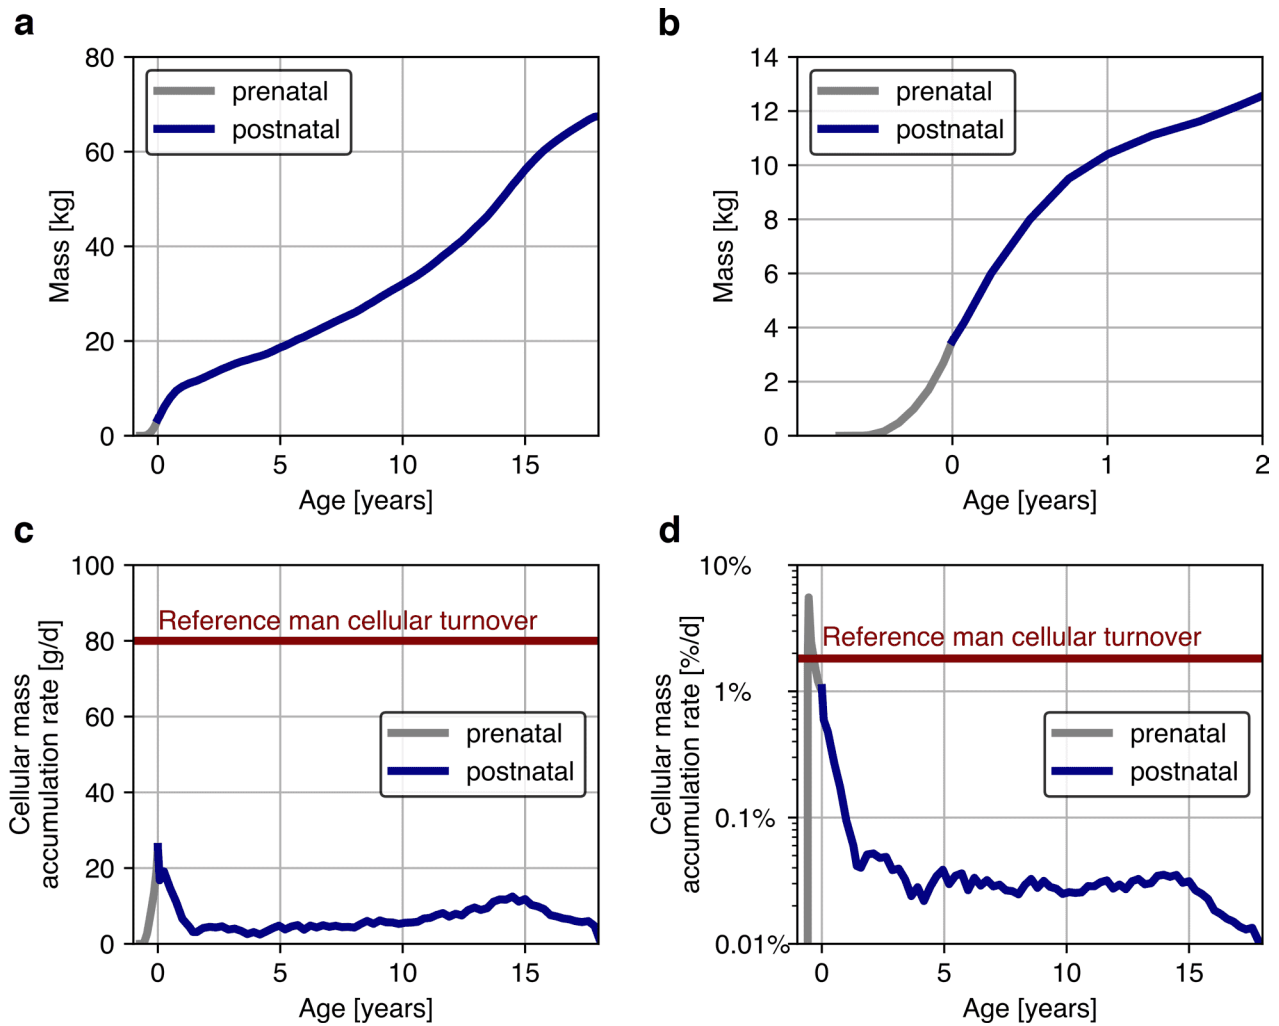 a
80
60
40
20
0
Mass [kg]
prenatal
postnatal
0 5 10 15
Age [years]
b
14
12
10
8
6
4
2
0
Mass [kg]
prenatal
postnatal
0 1 2
Age [years]
c
100
80
60
40
20
0
Cellular mass
accumulation rate [g/d]
Reference man cellular turnover
prenatal
postnatal
0 5 10 15
Age [years]
d
10%
1%
0.1%
0.01%
Cellular mass
accumulation rate [%/d]
Reference man cellular turnover
prenatal
postnatal
0 5 10 15
Age [years]